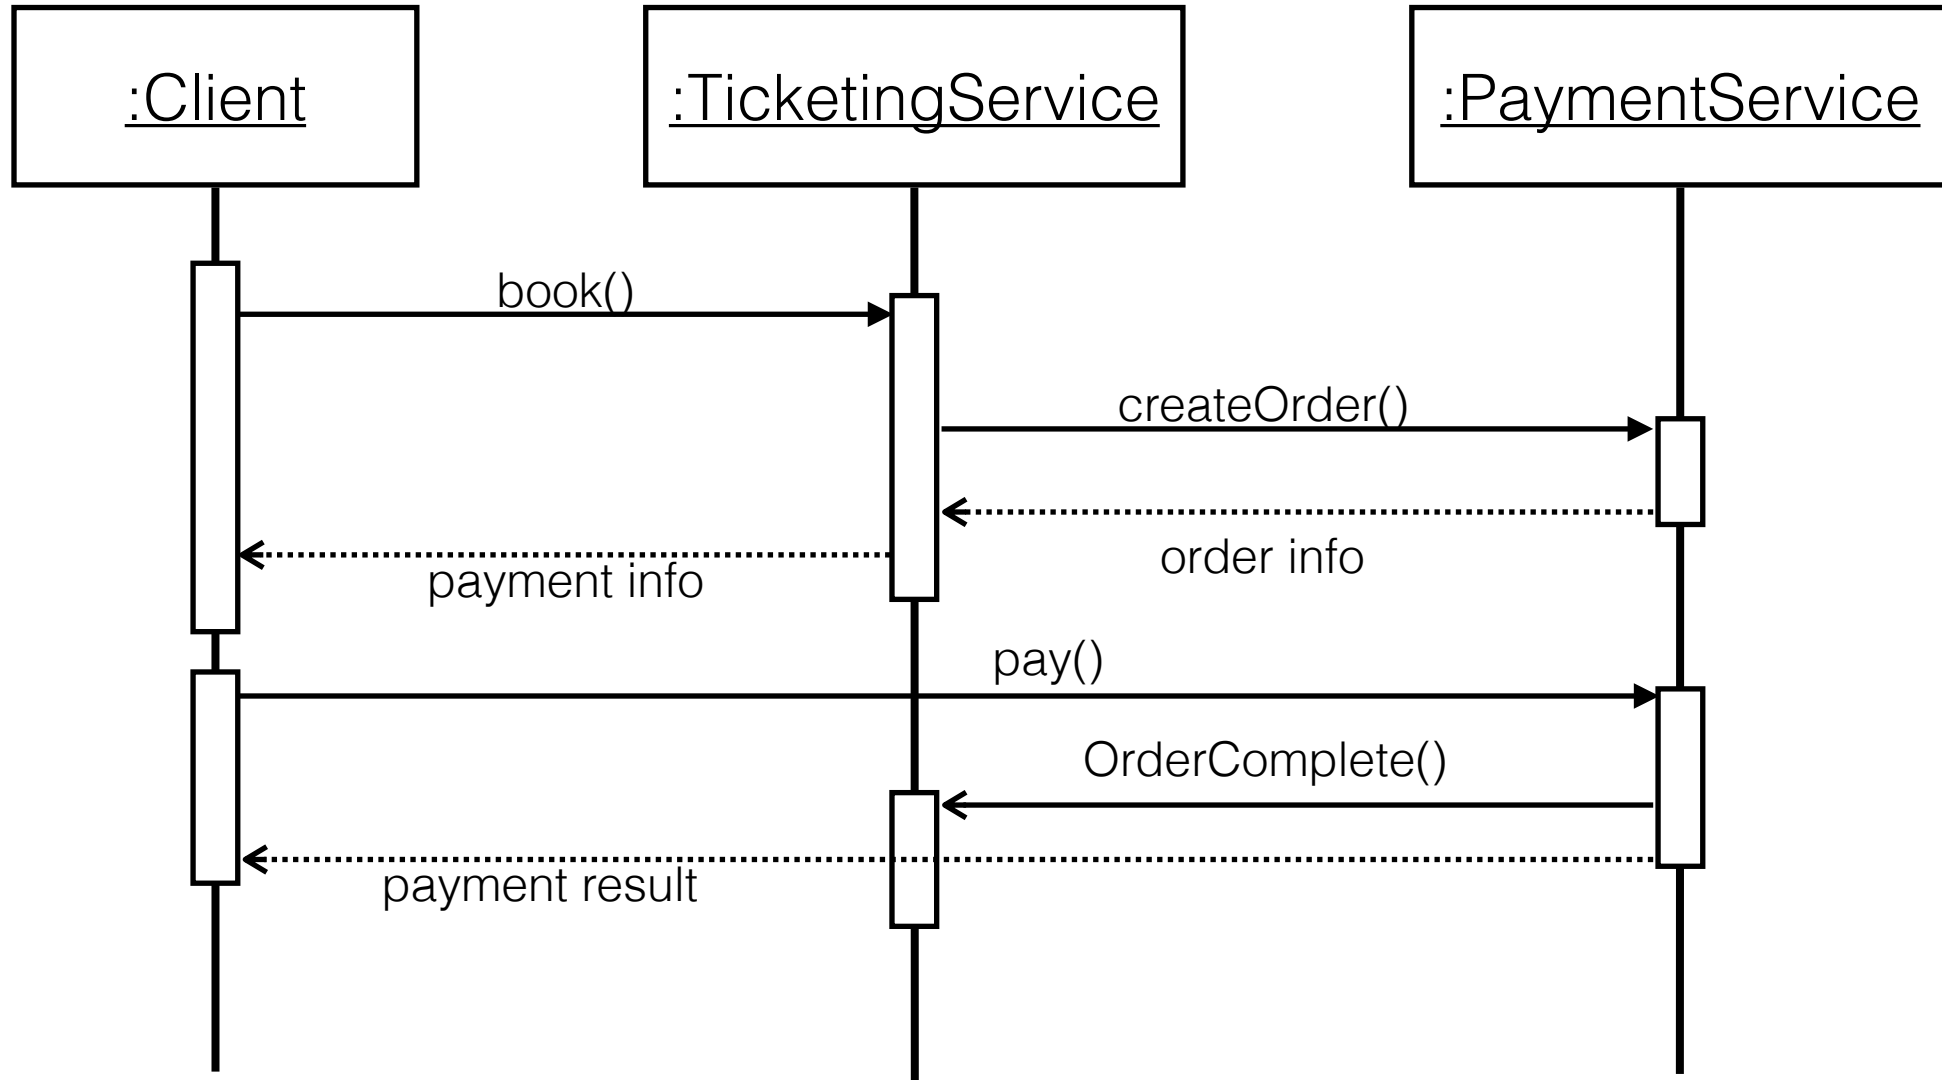 :Client
:TicketingService
:PaymentService
book()
createOrder()
order info
payment info
pay()
OrderComplete()
payment result